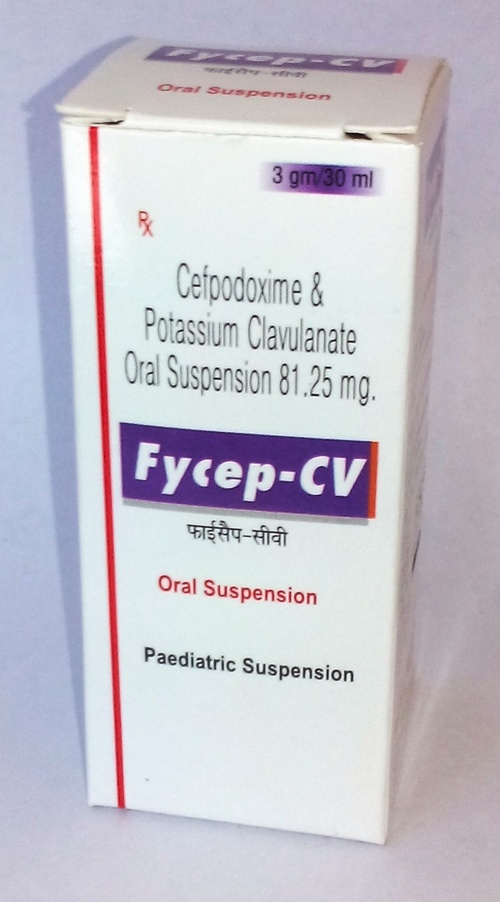 Fycep-CV
फाईसैप-सीवी
Oral Suspension
3 gm/30 ml
Rx
Cefpodoxime &
Potassium Clavulanate
Oral Suspension 81.25 mg.
Fycep-CV
फाईसैप-सीवी
Oral Suspension
Paediatric Suspension